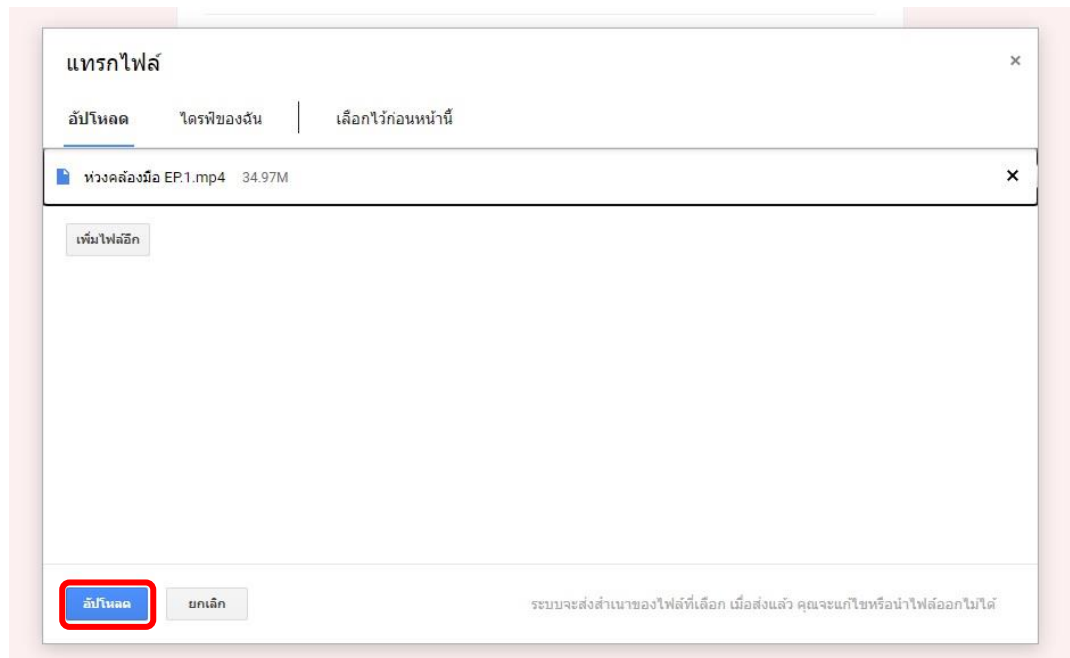 แทรกไฟล์ ×
อัปโหลด ไดรฟ์ของฉัน เลือกไว้ก่อนหน้านี้
ห่วงคล้องมือ EP.1.mp4 34.97M ×
เพิ่มไฟล์อีก
อัปโหลด ยกเลิก ระบบจะส่งสำเนาของไฟล์ที่เลือก เมื่อส่งแล้ว คุณจะแก้ไขหรือนำไฟล์ออกไม่ได้